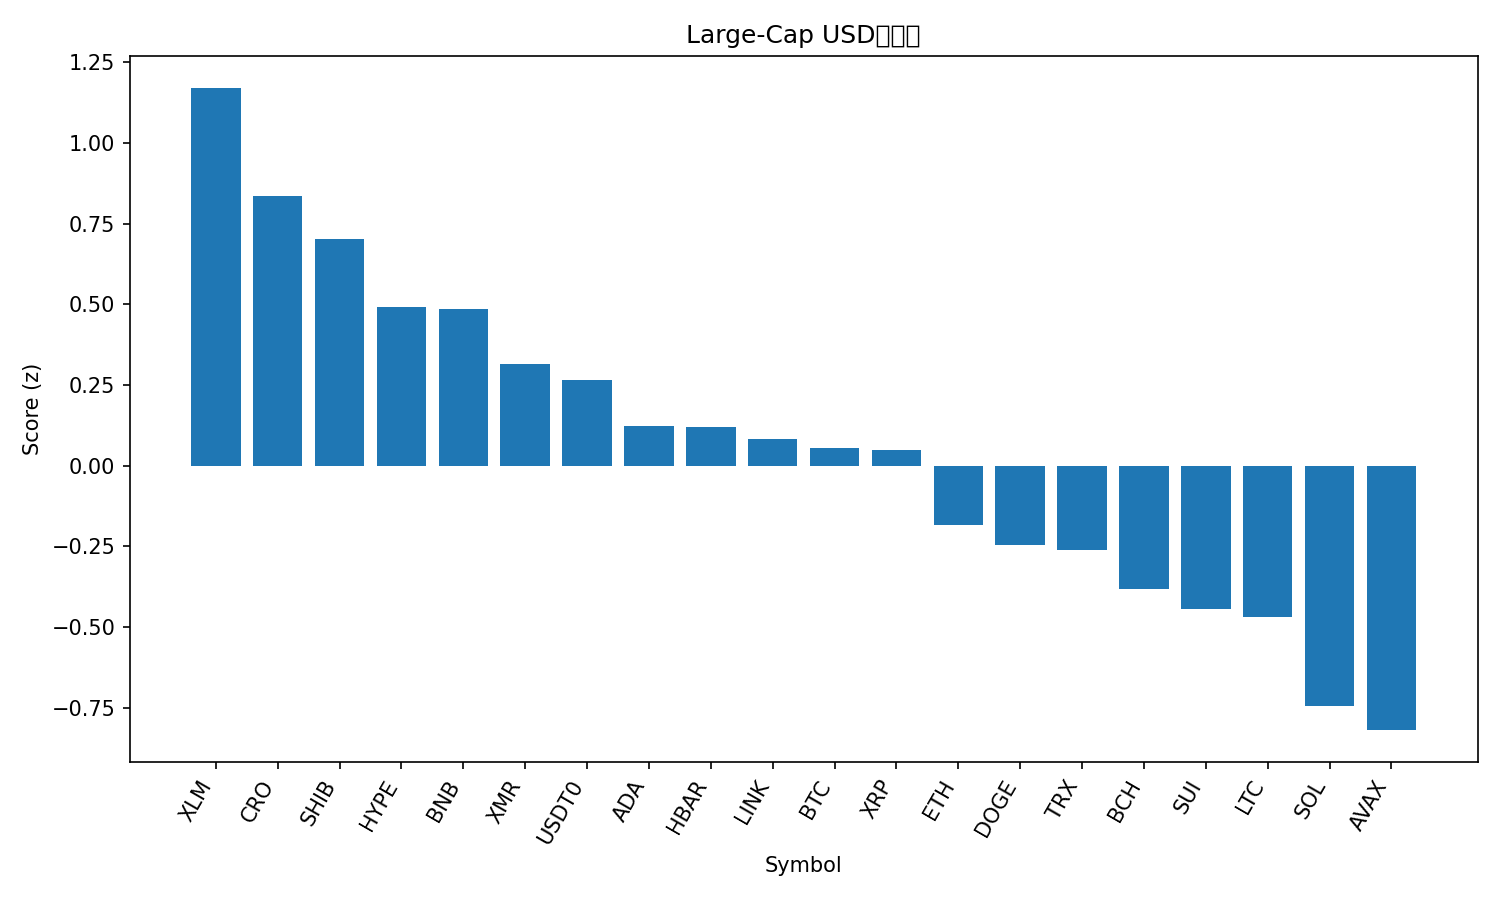 Large-Cap USD
1.25
1.00
0.75
0.50
0.25
0.00
−0.25
−0.50
−0.75
Score (z)
XLM
CRO
SHIB
HYPE
BNB
XMR
USDT0
ADA
HBAR
LINK
BTC
XRP
ETH
DOGE
TRX
BCH
SUI
LTC
SOL
AVAX
Symbol